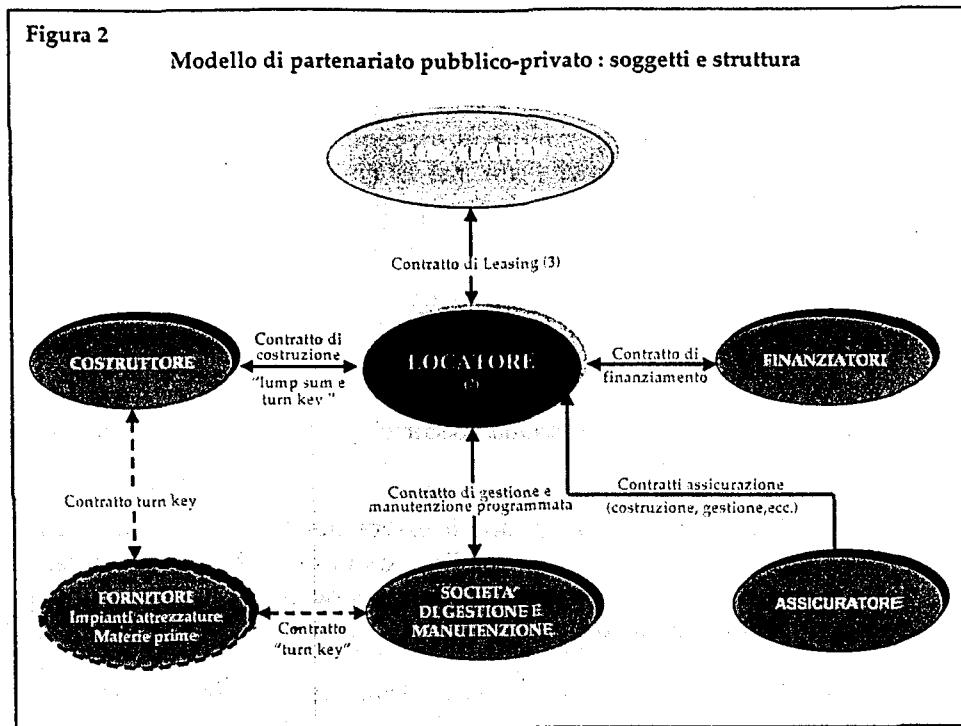 Figura 2
Modello di partenariato pubblico-privato : soggetti e struttura
Contratto di Leasing (3)
COSTRUTTORE
Contratto di
costruzione
"lump sum e
turn key "
LOCATORE
Contratto di
finanziamento
FINANZIATORI
Contratto turn key
Contratto di gestione e
manutenzione programmata
Contratti assicurazione
(costruzione, gestione,ecc.)
FORNITORE
Impianti attrezzature
Materie prime
Contratto
"turn key"
SOCIETA'
DI GESTIONE E
MANUTENZIONE
ASSICURATORE